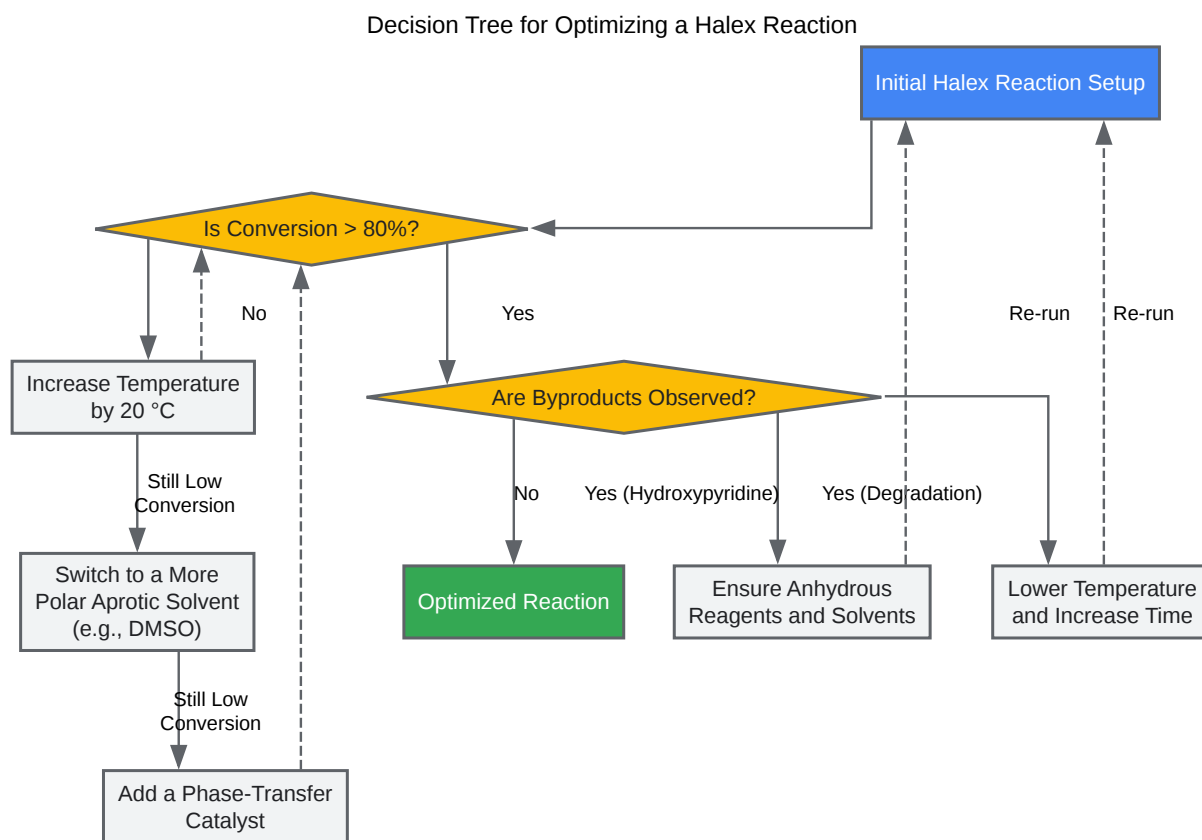 Decision Tree for Optimizing a Halex Reaction
Initial Halex Reaction Setup
Is Conversion > 80%?
No
Yes
Re-run
Re-run
Increase Temperature
by 20 °C
Are Byproducts Observed?
Still Low
Conversion
No
Yes (Hydroxypyridine)
Yes (Degradation)
Switch to a More
Polar Aprotic Solvent
(e.g., DMSO)
Optimized Reaction
Ensure Anhydrous
Reagents and Solvents
Lower Temperature
and Increase Time
Still Low
Conversion
Add a Phase-Transfer
Catalyst